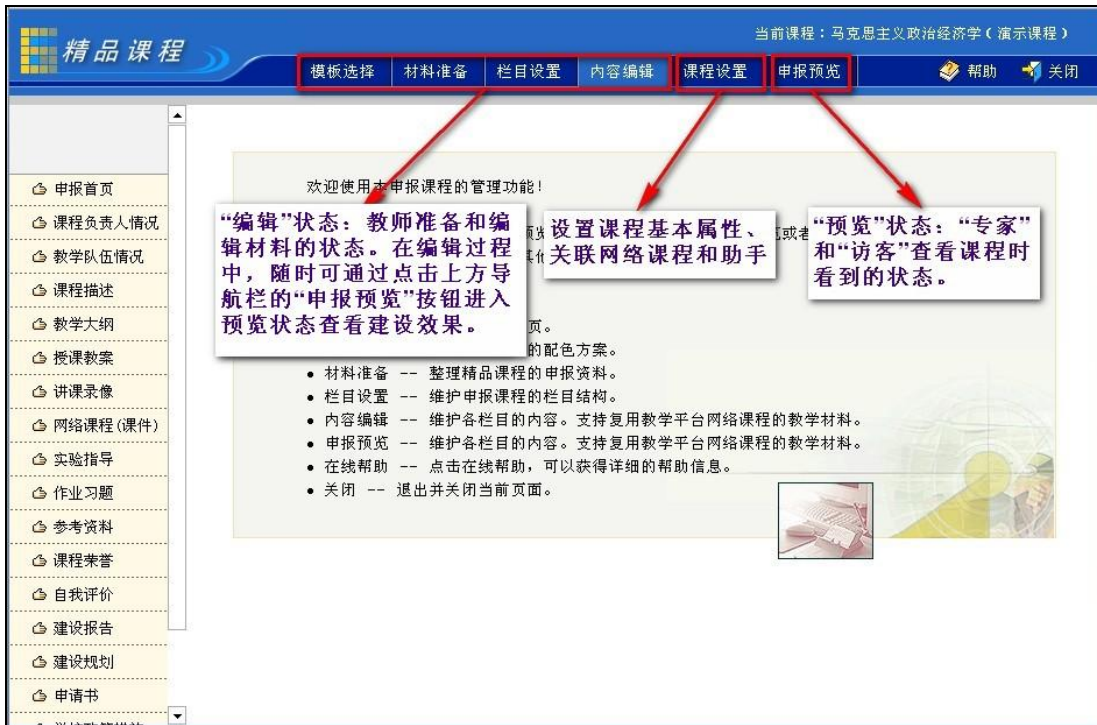 当前课程：马克思主义政治经济学（演示课程）
精品课程
模板选择 材料准备 栏目设置 内容编辑 课程设置 申报预览 帮助 关闭
申报首页
课程负责人情况
教学队伍情况
课程描述
教学大纲
授课教案
讲课录像
网络课程(课件)
实验指导
作业习题
参考资料
课程荣誉
自我评价
建设报告
建设规划
申请书
欢迎使用本申报课程的管理功能！
“编辑”状态：教师准备和编
辑材料的状态。在编辑过程
中，随时可通过点击上方导
航栏的“申报预览”按钮进入
预览状态查看建设效果。
设置课程基本属性、
关联网络课程和助手
“预览”状态：“专家”
和“访客”查看课程时
看到的状态。
页。
的配色方案。
● 材料准备 -- 整理精品课程的申报资料。
● 栏目设置 -- 维护申报课程的栏目结构。
● 内容编辑 -- 维护各栏目的内容。支持复用教学平台网络课程的教学材料。
● 申报预览 -- 维护各栏目的内容。支持复用教学平台网络课程的教学材料。
● 在线帮助 -- 点击在线帮助，可以获得详细的帮助信息。
● 关闭 -- 退出并关闭当前页面。